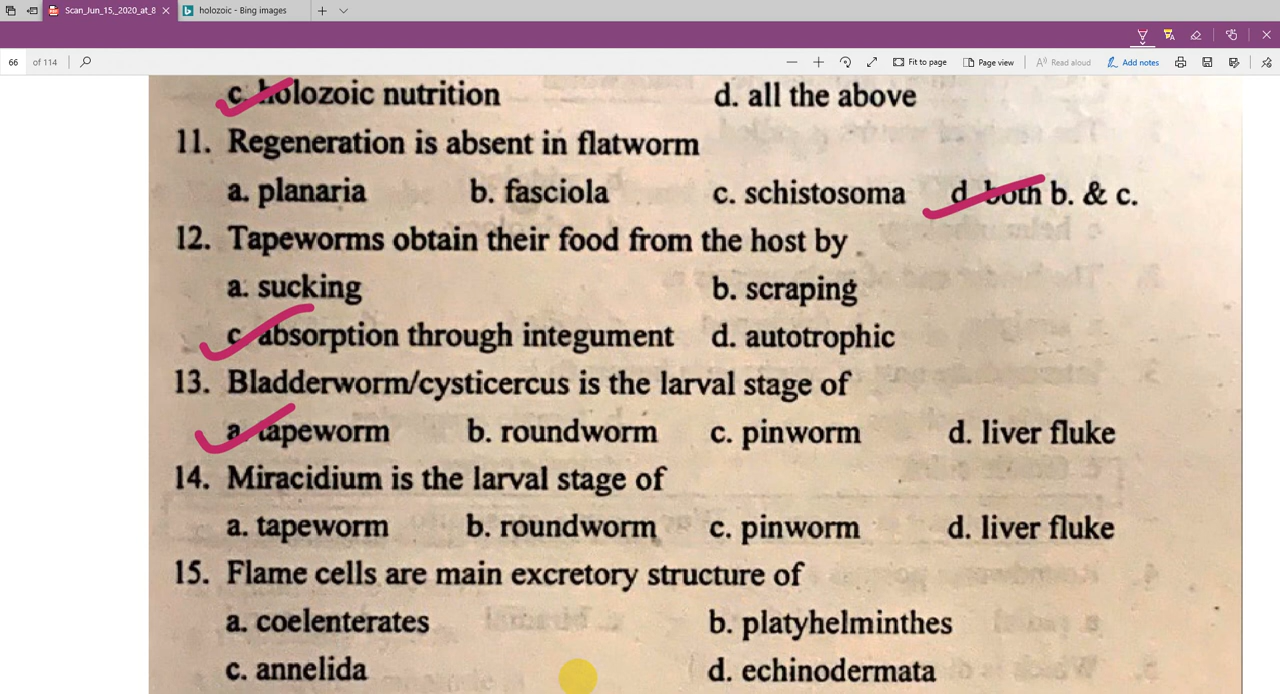 Scan_Jun_15,_2020_at_8
holozoic - Bing images
66 of 114
Fit to page
Page view
Read aloud
Add notes
c. holozoic nutrition d. all the above
11. Regeneration is absent in flatworm
a. planaria b. fasciola c. schistosoma d. both b. & c.
12. Tapeworms obtain their food from the host by
a. sucking b. scraping
c. absorption through integument d. autotrophic
13. Bladderworm/cysticercus is the larval stage of
a. tapeworm b. roundworm c. pinworm d. liver fluke
14. Miracidium is the larval stage of
a. tapeworm b. roundworm c. pinworm d. liver fluke
15. Flame cells are main excretory structure of
a. coelenterates b. platyhelminthes
c. annelida d. echinodermata